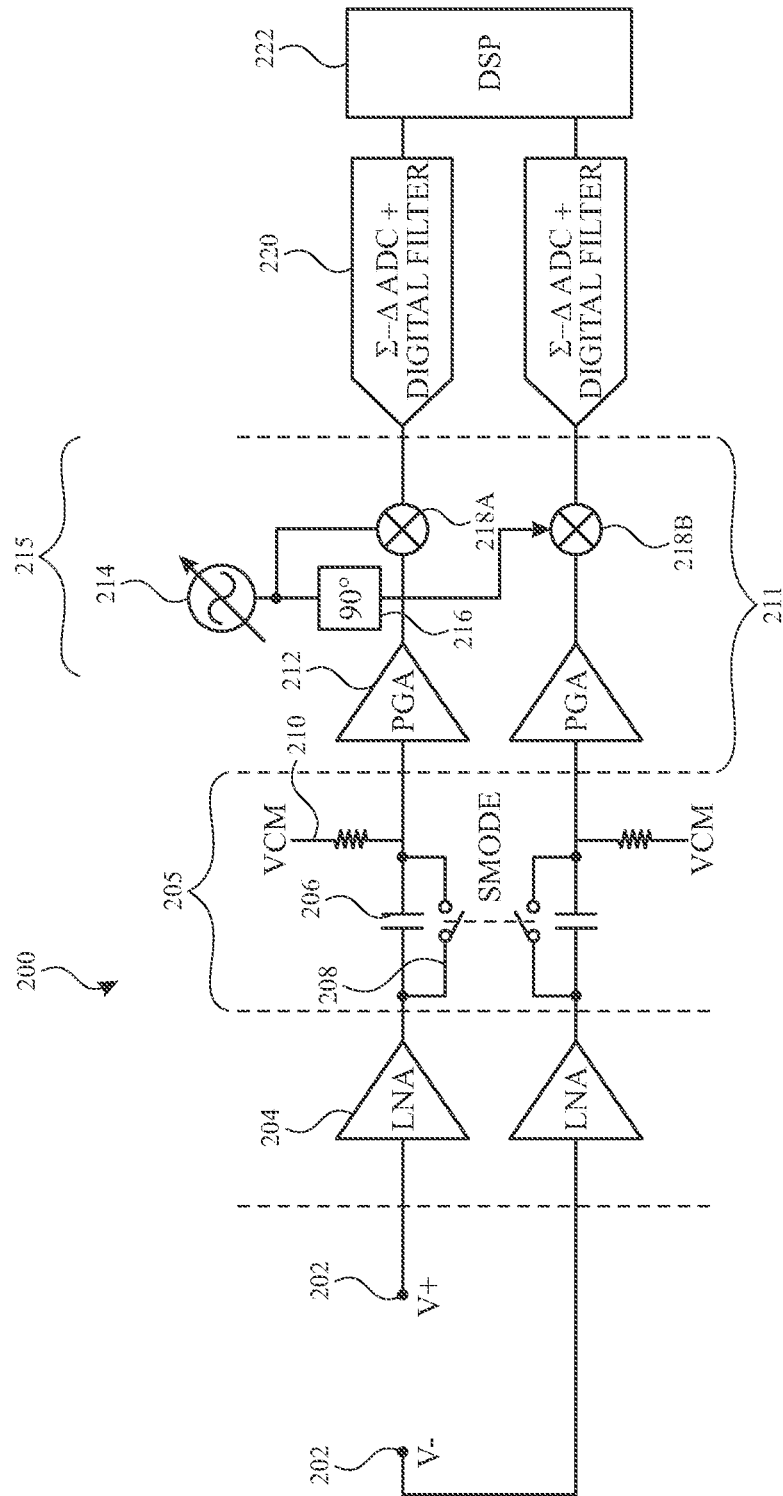 200
205
215
211
202
V-
202
V+
204
LNA
LNA
206
208
SMODE
VCM
210
VCM
212
PGA
PGA
214
90°
216
218A
218B
220
Σ–Δ ADC +
DIGITAL FILTER
Σ–Δ ADC +
DIGITAL FILTER
222
DSP